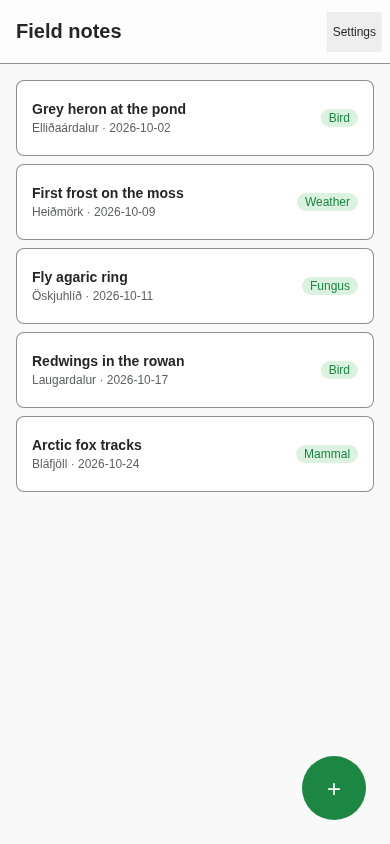 Field notes
Settings
Grey heron at the pond
Elliðaárdalur · 2026-10-02
Bird
First frost on the moss
Heiðmörk · 2026-10-09
Weather
Fly agaric ring
Öskjuhlíð · 2026-10-11
Fungus
Redwings in the rowan
Laugardalur · 2026-10-17
Bird
Arctic fox tracks
Bláfjöll · 2026-10-24
Mammal
+